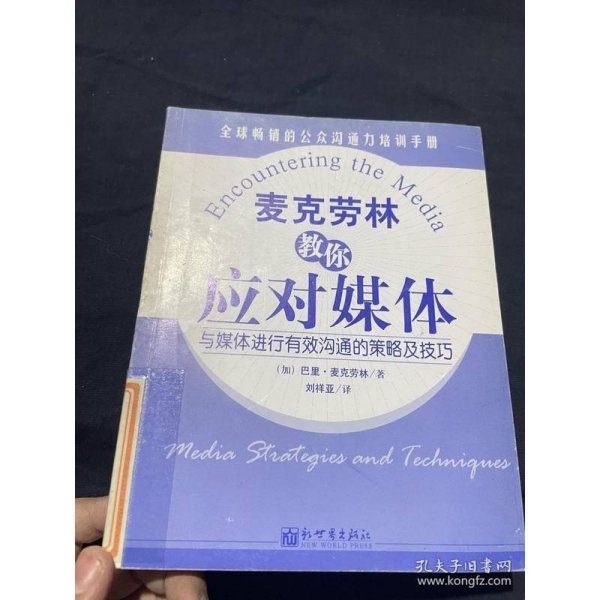 全球畅销的公众沟通力培训手册
Encountering the Media
麦克劳林
教你
应对媒体
与媒体进行有效沟通的策略及技巧
(加) 巴里·麦克劳林/著
刘祥亚/译
Media Strategies and Techniques
新世界出版社
NEW WORLD PRESS
孔夫子旧书网
www.kongfz.com